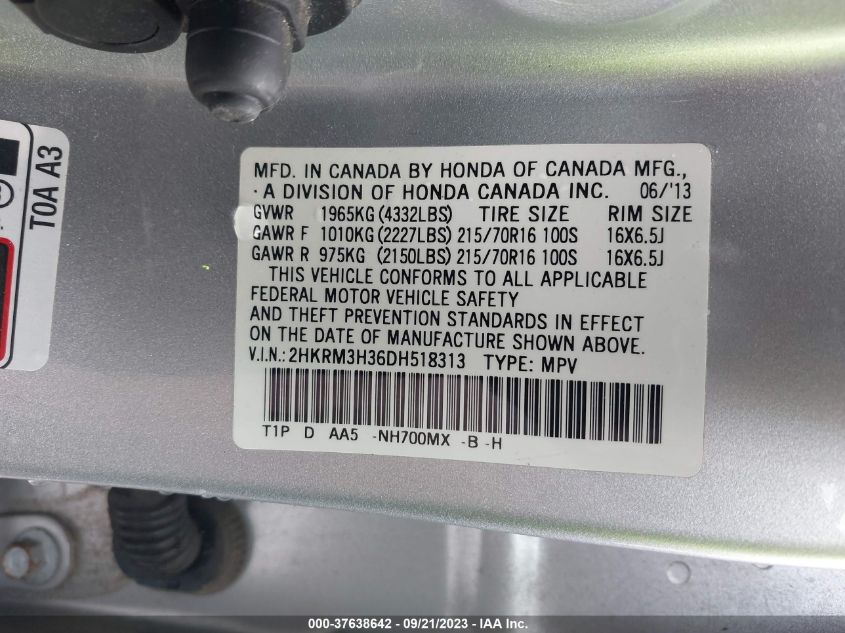 TOA A3
MFD. IN CANADA BY HONDA OF CANADA MFG.,
A DIVISION OF HONDA CANADA INC. 06/'13
GVWR 1965KG (4332LBS) TIRE SIZE RIM SIZE
GAWR F 1010KG (2227LBS) 215/70R16 100S 16X6.5J
GAWR R 975KG (2150LBS) 215/70R16 100S 16X6.5J
THIS VEHICLE CONFORMS TO ALL APPLICABLE
FEDERAL MOTOR VEHICLE SAFETY
AND THEFT PREVENTION STANDARDS IN EFFECT
ON THE DATE OF MANUFACTURE SHOWN ABOVE.
V.I.N.: 2HKRM3H36DH518313 TYPE: MPV
T1P D AA5 -NH700MX -B -H
000-37638642 - 09/21/2023 - IAA Inc.